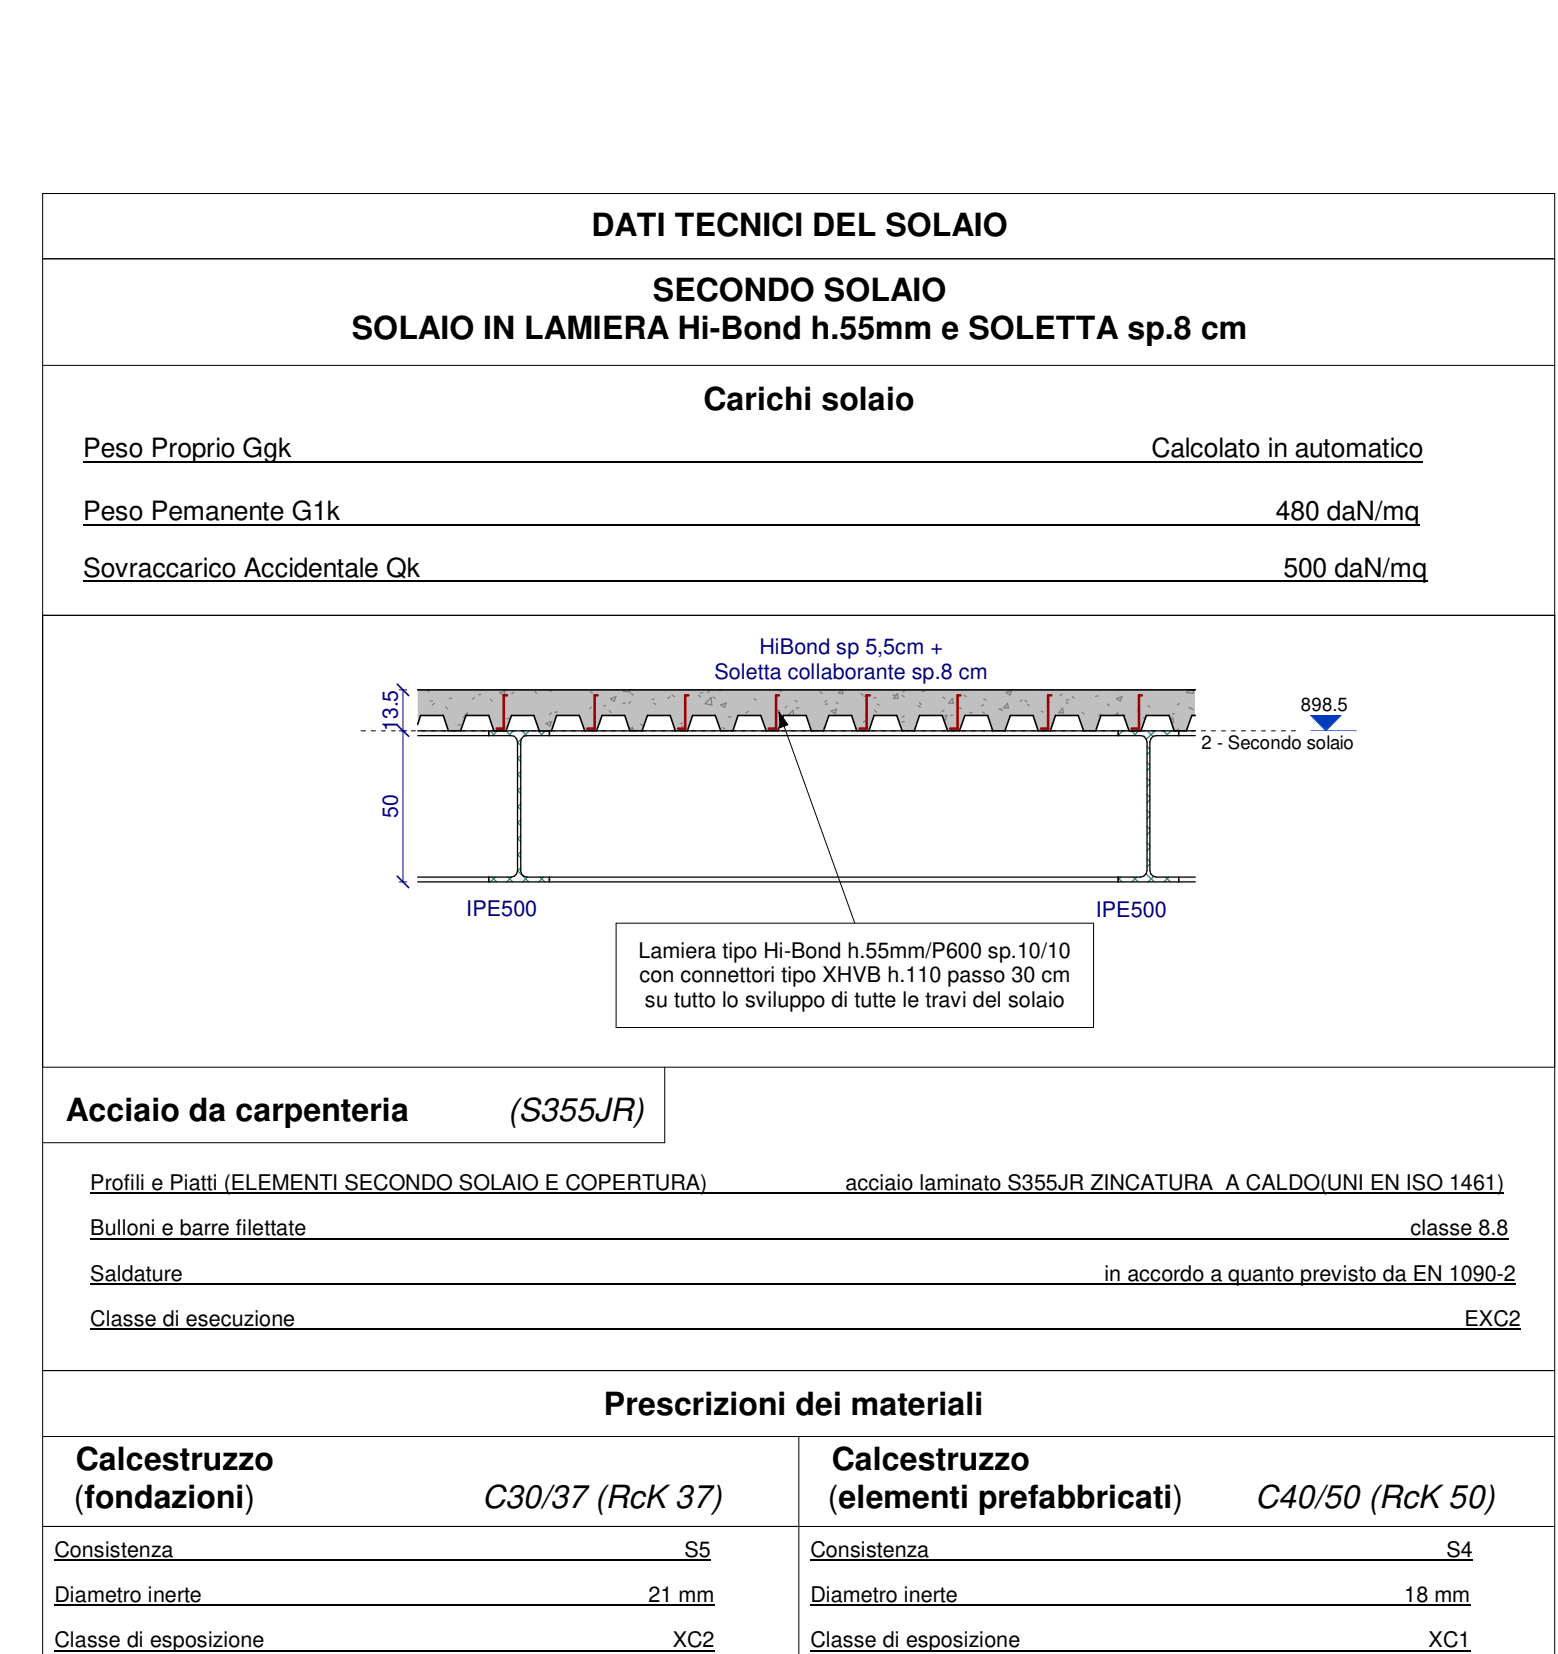 DATI TECNICI DEL SOLAIO
SECONDO SOLAIO
SOLAIO IN LAMIERA Hi-Bond h.55mm e SOLETTA sp.8 cm
Carichi solaio
Peso Proprio Ggk Calcolato in automatico
Peso Pemanente G1k 480 daN/mq
Sovraccarico Accidentale Qk 500 daN/mq
HiBond sp 5,5cm +
Soletta collaborante sp.8 cm
13.5
898.5
2 - Secondo solaio
50
IPE500 IPE500
Lamiera tipo Hi-Bond h.55mm/P600 sp.10/10
con connettori tipo XHVB h.110 passo 30 cm
su tutto lo sviluppo di tutte le travi del solaio
Acciaio da carpenteria (S355JR)
Profili e Piatti (ELEMENTI SECONDO SOLAIO E COPERTURA) acciaio laminato S355JR ZINCATURA A CALDO(UNI EN ISO 1461)
Bulloni e barre filettate classe 8.8
Saldature in accordo a quanto previsto da EN 1090-2
Classe di esecuzione EXC2
Prescrizioni dei materiali
Calcestruzzo
(fondazioni) C30/37 (RcK 37)
Consistenza S5
Diametro inerte 21 mm
Classe di esposizione XC2
Calcestruzzo
(elementi prefabbricati) C40/50 (RcK 50)
Consistenza S4
Diametro inerte 18 mm
Classe di esposizione XC1